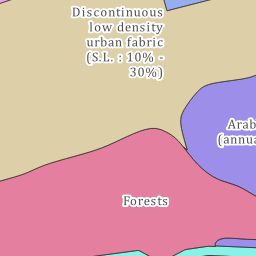 Discontinuous
low density
urban fabric
(S.L. : 10% -
30%)
Arab
(annua
Forests